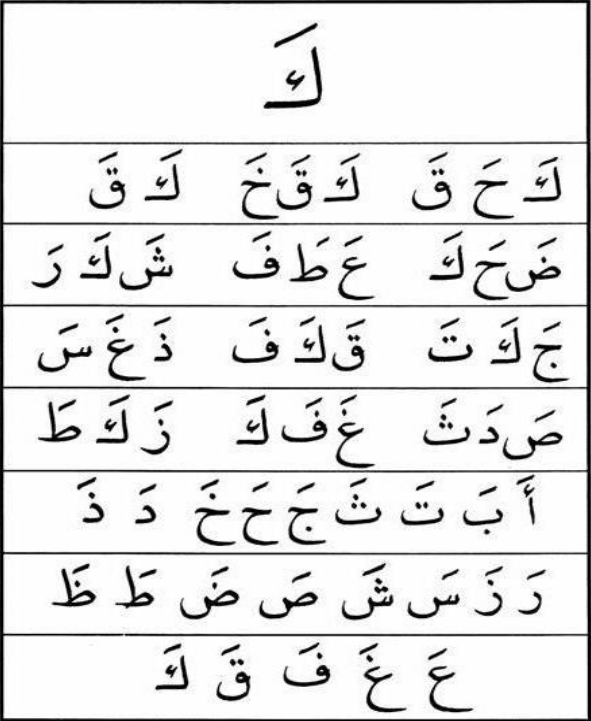 كَ
كَ حَ قَ كَ قَ خَ كَ قَ
ضَ حَ كَ عَ طَ فَ شَ كَ رَ
جَ كَ تَ قَ كَ فَ ذَ غَ سَ
صَ دَ ثَ غَ فَ كَ زَ كَ طَ
أَ بَ تَ ثَ جَ حَ خَ دَ ذَ
رَ زَ سَ شَ صَ ضَ طَ ظَ
عَ غَ فَ قَ كَ